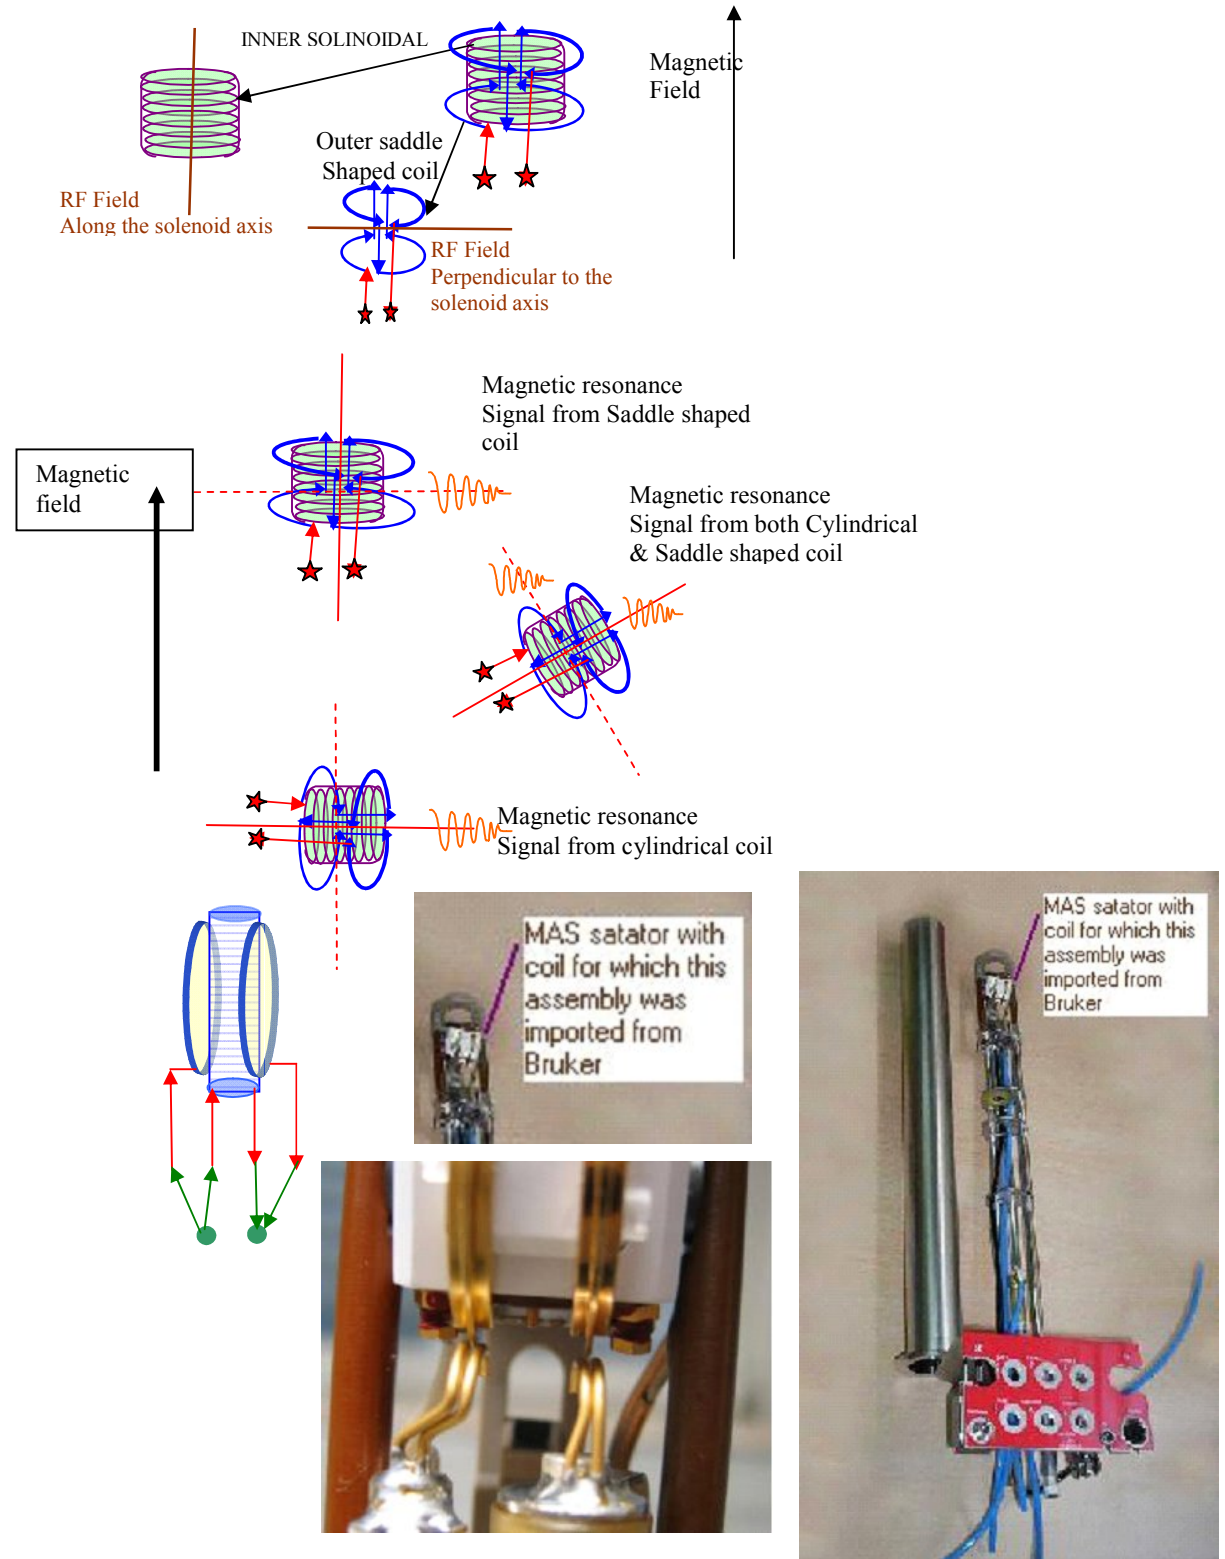 INNER SOLINOIDAL
Magnetic
Field
Outer saddle
Shaped coil
RF Field
Along the solenoid axis
RF Field
Perpendicular to the
solenoid axis
Magnetic resonance
Signal from Saddle shaped
coil
Magnetic
field
Magnetic resonance
Signal from both Cylindrical
& Saddle shaped coil
Magnetic resonance
Signal from cylindrical coil
MAS satator with
coil for which this
assembly was
imported from
Bruker
MAS satator with
coil for which this
assembly was
imported from
Bruker